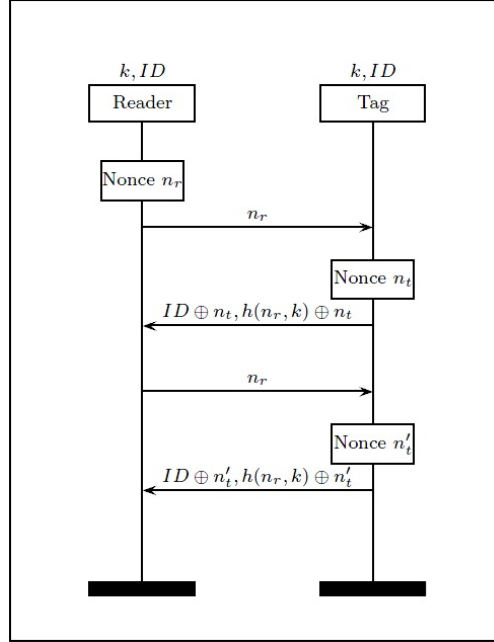 k, ID
k, ID
Reader
Tag
Nonce n_r
n_r
Nonce n_t
ID ⊕ n_t, h(n_r, k) ⊕ n_t
n_r
Nonce n'_t
ID ⊕ n'_t, h(n_r, k) ⊕ n'_t